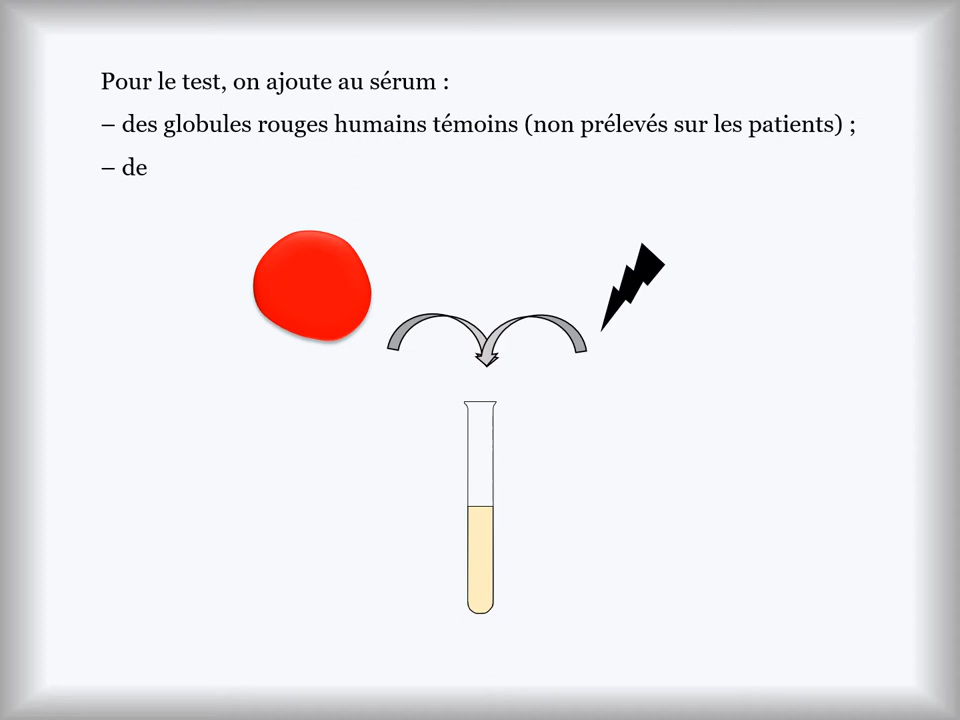 Pour le test, on ajoute au sérum :
– des globules rouges humains témoins (non prélevés sur les patients) ;
– de